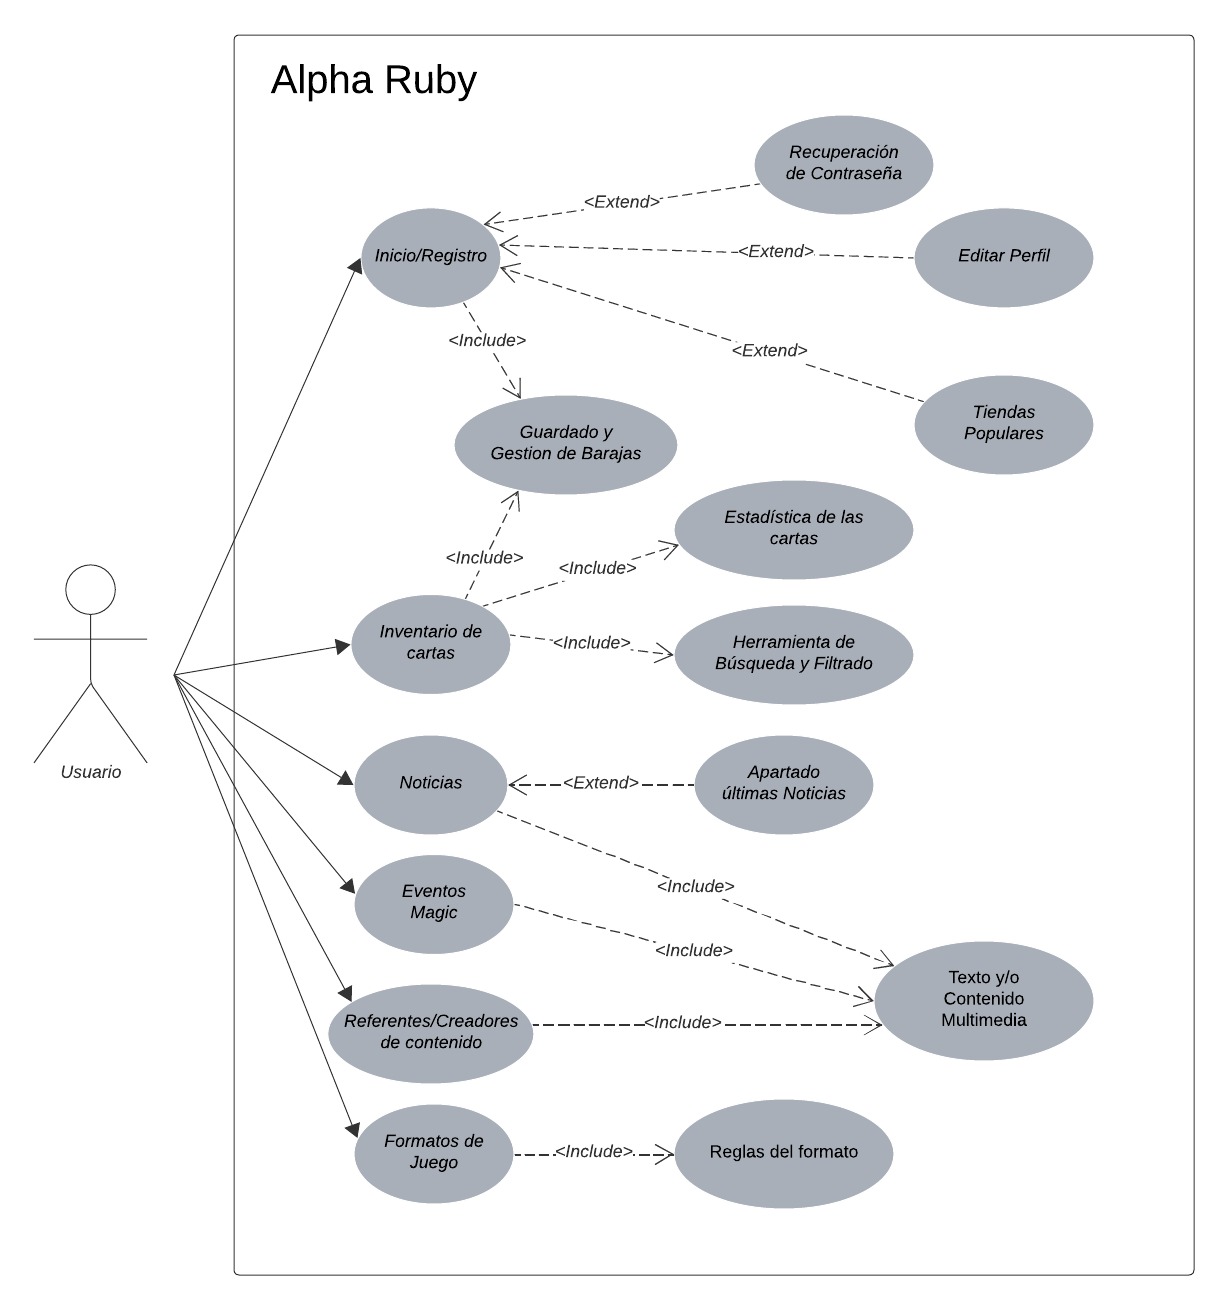 Alpha Ruby
Recuperación
de Contraseña
<Extend>
Inicio/Registro
<Extend>
Editar Perfil
<Include>
<Extend>
Tiendas
Populares
Guardado y
Gestion de Barajas
Estadística de las
cartas
<Include>
<Include>
Inventario de
cartas
<Include>
Herramienta de
Búsqueda y Filtrado
Usuario
Noticias
<Extend>
Apartado
últimas Noticias
<Include>
Eventos
Magic
<Include>
Texto y/o
Contenido
Multimedia
Referentes/Creadores
de contenido
<Include>
Formatos de
Juego
<Include>
Reglas del formato